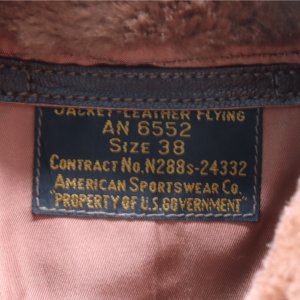 JACKET-LEATHER FLYING
AN 6552
SIZE 38
CONTRACT NO. N288s-24332
AMERICAN SPORTSWEAR CO.
"PROPERTY OF U.S. GOVERNMENT"